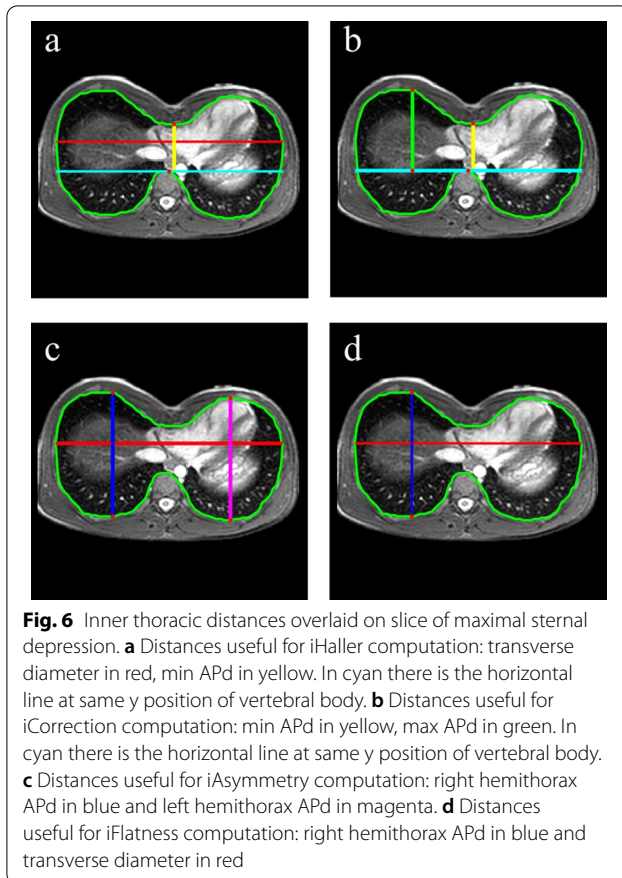 a
b
c
d
Fig. 6 Inner thoracic distances overlaid on slice of maximal sternal
depression. a Distances useful for iHaller computation: transverse
diameter in red, min APd in yellow. In cyan there is the horizontal
line at same y position of vertebral body. b Distances useful for
iCorrection computation: min APd in yellow, max APd in green. In
cyan there is the horizontal line at same y position of vertebral body.
c Distances useful for iAsymmetry computation: right hemithorax
APd in blue and left hemithorax APd in magenta. d Distances
useful for iFlatness computation: right hemithorax APd in blue and
transverse diameter in red